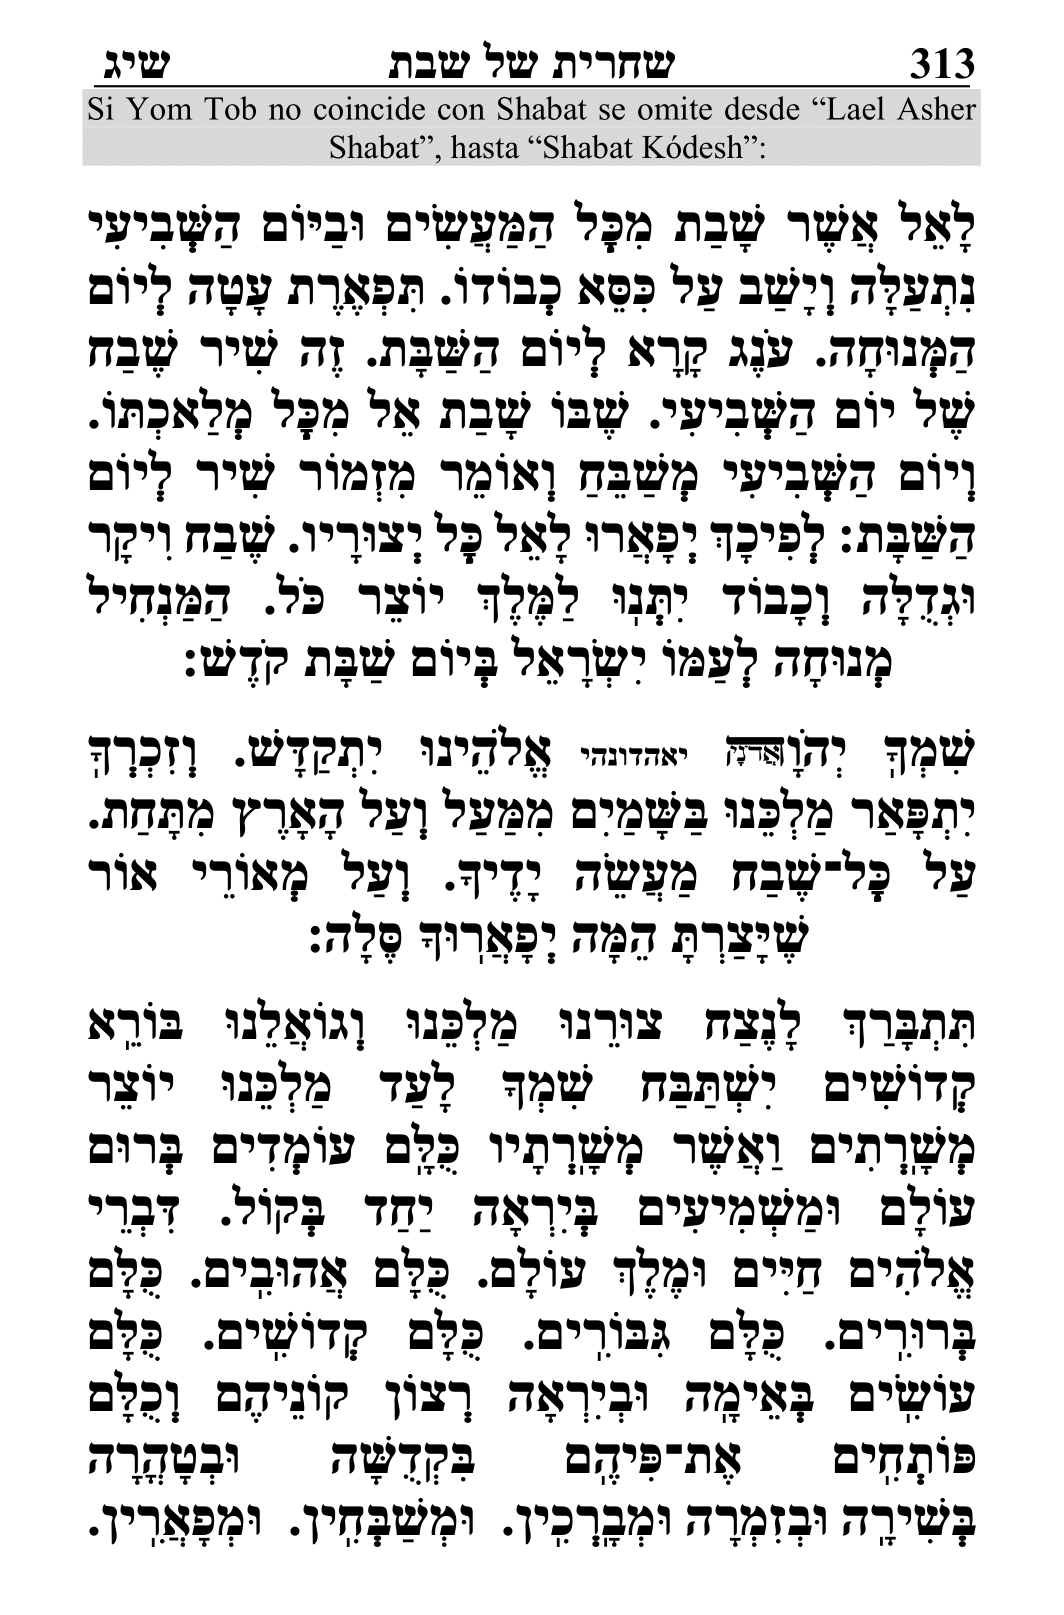 313 שחרית של שבת שיג
Si Yom Tob no coincide con Shabat se omite desde “Lael Asher
Shabat”, hasta “Shabat Kódesh”:
לָאֵל אֲשֶׁר שָׁבַת מִכׇּל הַמַּעֲשִׂים וּבַיּוֹם הַשְּׁבִיעִי
נִתְעַלָּה וְיָשַׁב עַל כִּסֵּא כְבוֹדוֹ. תִּפְאֶרֶת עָטָה לְיוֹם
הַמְּנוּחָה. עֹנֶג קָרָא לְיוֹם הַשַּׁבָּת. זֶה שִׁיר שֶׁבַח
שֶׁל יוֹם הַשְּׁבִיעִי. שֶׁבּוֹ שָׁבַת אֵל מִכׇּל מְלַאכְתּוֹ.
וְיוֹם הַשְּׁבִיעִי מְשַׁבֵּחַ וְאוֹמֵר מִזְמוֹר שִׁיר לְיוֹם
הַשַּׁבָּת: לְפִיכָךְ יְפָאֲרוּ לָאֵל כׇּל יְצוּרָיו. שֶׁבַח וִיקָר
וּגְדֻלָּה וְכָבוֹד יִתְּנוּ לַמֶּלֶךְ יוֹצֵר כֹּל. הַמַּנְחִיל
מְנוּחָה לְעַמּוֹ יִשְׂרָאֵל בְּיוֹם שַׁבָּת קֹדֶשׁ:
שִׁמְךָ יְהֹוָהאֲדֹנָי יאהדונהי אֱלֹהֵינוּ יִתְקַדָּשׁ. וְזִכְרְךָ
יִתְפָּאַר מַלְכֵּנוּ בַּשָּׁמַיִם מִמַּעַל וְעַל הָאָרֶץ מִתָּחַת.
עַל כׇּל־שֶׁבַח מַעֲשֵׂה יָדֶיךָ. וְעַל מְאוֹרֵי אוֹר
שֶׁיָּצַרְתָּ הֵמָּה יְפָאֲרוּךָ סֶּלָה:
תִּתְבָּרַךְ לָנֶצַח צוּרֵנוּ מַלְכֵּנוּ וְגוֹאֲלֵנוּ בּוֹרֵא
קְדוֹשִׁים יִשְׁתַּבַּח שִׁמְךָ לָעַד מַלְכֵּנוּ יוֹצֵר
מְשָׁרְתִים וַאֲשֶׁר מְשָׁרְתָיו כֻּלָּם עוֹמְדִים בְּרוּם
עוֹלָם וּמַשְׁמִיעִים בְּיִרְאָה יַחַד בְּקוֹל. דִּבְרֵי
אֱלֹהִים חַיִּים וּמֶלֶךְ עוֹלָם. כֻּלָּם אֲהוּבִים. כֻּלָּם
בְּרוּרִים. כֻּלָּם גִּבּוֹרִים. כֻּלָּם קְדוֹשִׁים. כֻּלָּם
עוֹשִׂים בְּאֵימָה וּבְיִרְאָה רְצוֹן קוֹנֵיהֶם וְכֻלָּם
פּוֹתְחִים אֶת־פִּיהֶם בִּקְדֻשָּׁה וּבְטׇהֳרָה
בְּשִׁירָה וּבְזִמְרָה וּמְבָרְכִין. וּמְשַׁבְּחִין. וּמְפָאֲרִין.